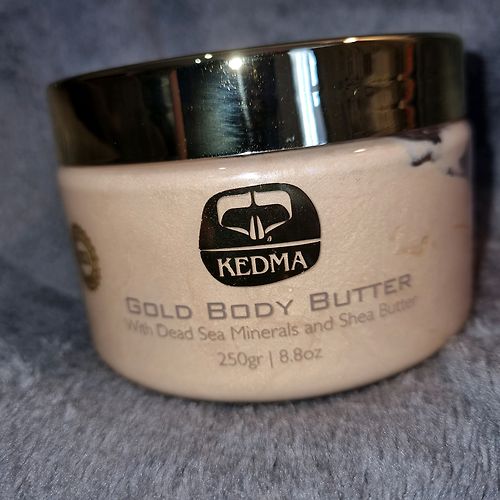 KEDMA
GOLD BODY BUTTER
With Dead Sea Minerals and Shea Butter
250gr | 8.8oz